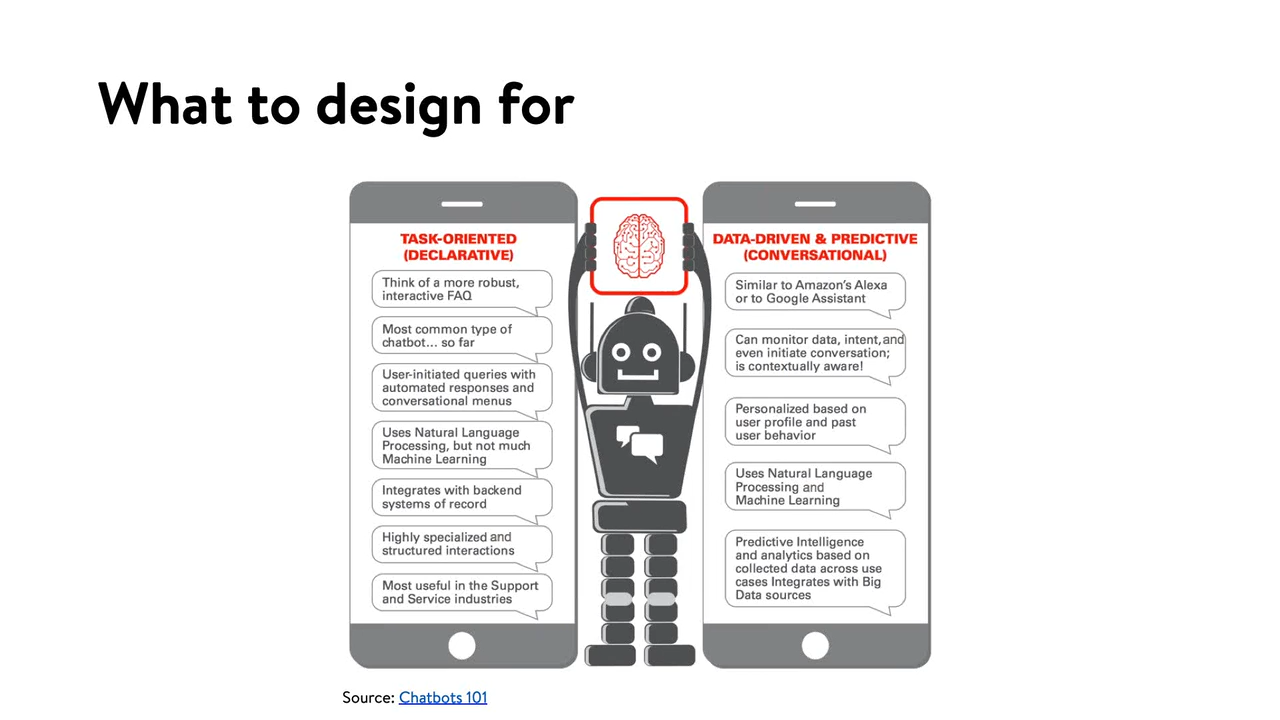 What to design for
TASK-ORIENTED
(DECLARATIVE)
Think of a more robust,
interactive FAQ
Most common type of
chatbot... so far
User-initiated queries with
automated responses and
conversational menus
Uses Natural Language
Processing, but not much
Machine Learning
Integrates with backend
systems of record
Highly specialized and
structured interactions
Most useful in the Support
and Service industries
DATA-DRIVEN & PREDICTIVE
(CONVERSATIONAL)
Similar to Amazon's Alexa
or to Google Assistant
Can monitor data, intent, and
even initiate conversation;
is contextually aware!
Personalized based on
user profile and past
user behavior
Uses Natural Language
Processing and
Machine Learning
Predictive Intelligence
and analytics based on
collected data across use
cases Integrates with Big
Data sources
Source: Chatbots 101